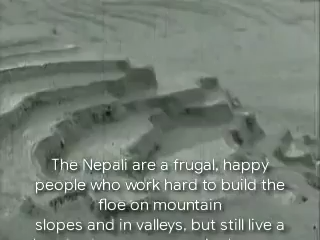 The Nepali are a frugal, happy
people who work hard to build the
floe on mountain
slopes and in valleys, but still live a